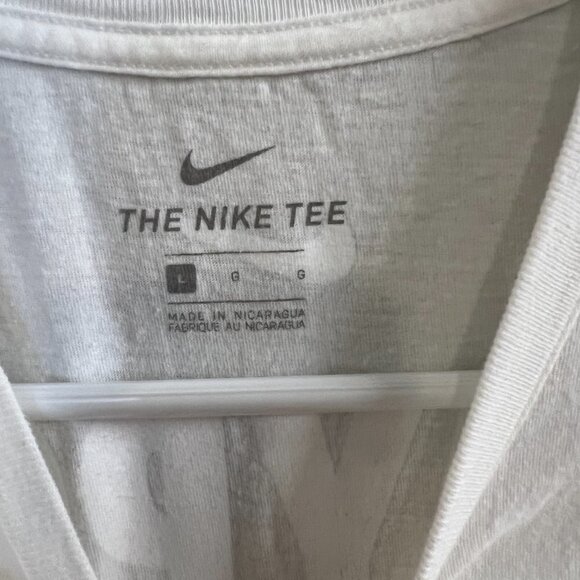 THE NIKE TEE
L G G
MADE IN NICARAGUA
FABRIQUE AU NICARAGUA